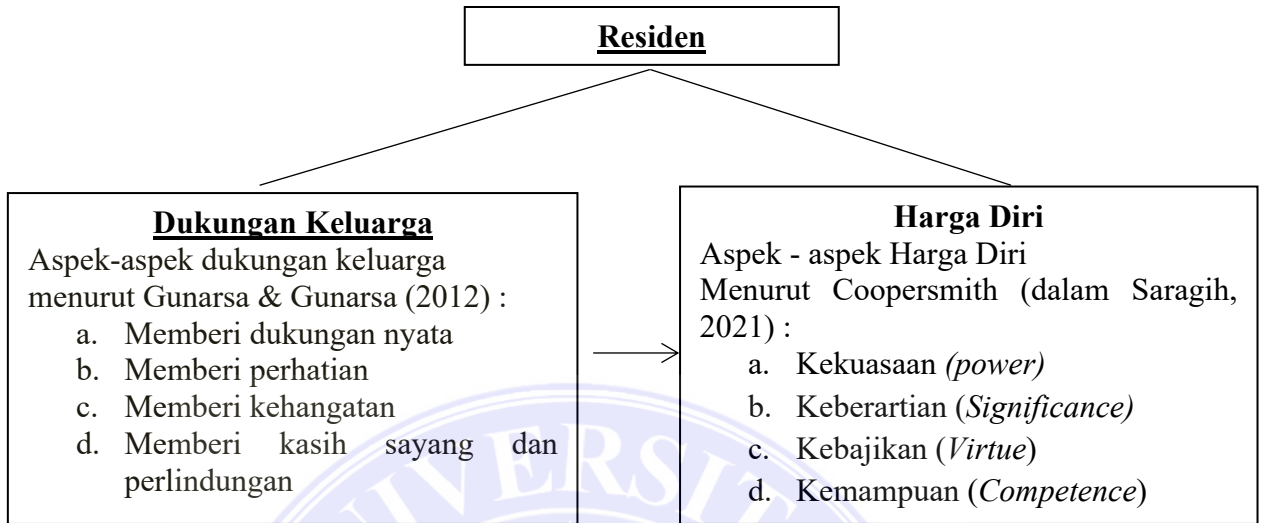 Residen
Dukungan Keluarga
Aspek-aspek dukungan keluarga
menurut Gunarsa & Gunarsa (2012) :
a. Memberi dukungan nyata
b. Memberi perhatian
c. Memberi kehangatan
d. Memberi kasih sayang dan
perlindungan
Harga Diri
Aspek - aspek Harga Diri
Menurut Coopersmith (dalam Saragih,
2021) :
a. Kekuasaan (power)
b. Keberartian (Significance)
c. Kebajikan (Virtue)
d. Kemampuan (Competence)